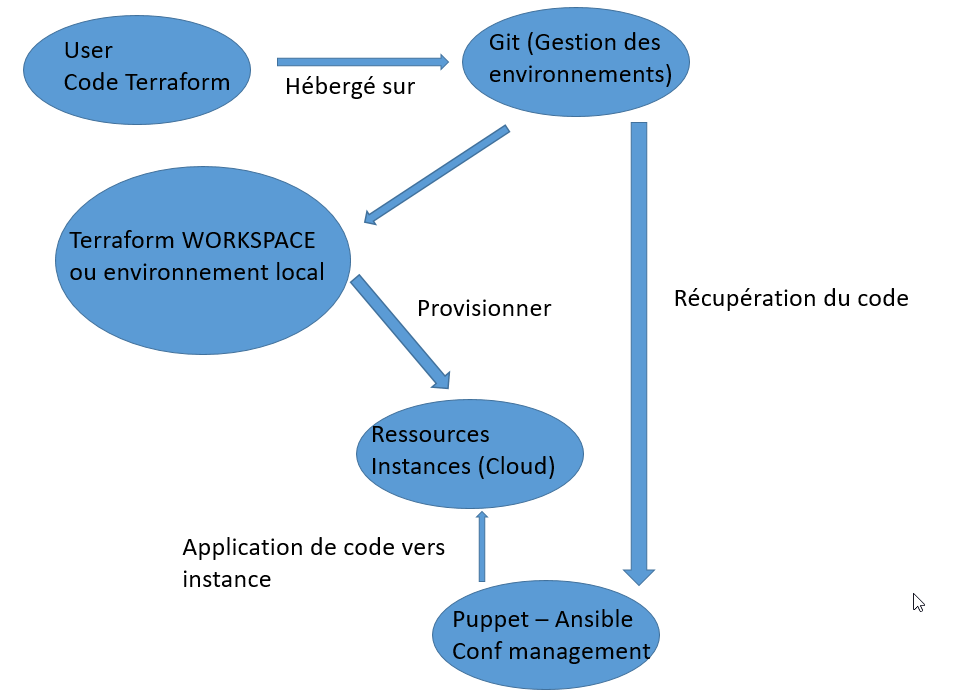 User
Code Terraform
Hébergé sur
Git (Gestion des
environnements)
Terraform WORKSPACE
ou environnement local
Provisionner
Récupération du code
Ressources
Instances (Cloud)
Application de code vers
instance
Puppet – Ansible
Conf management